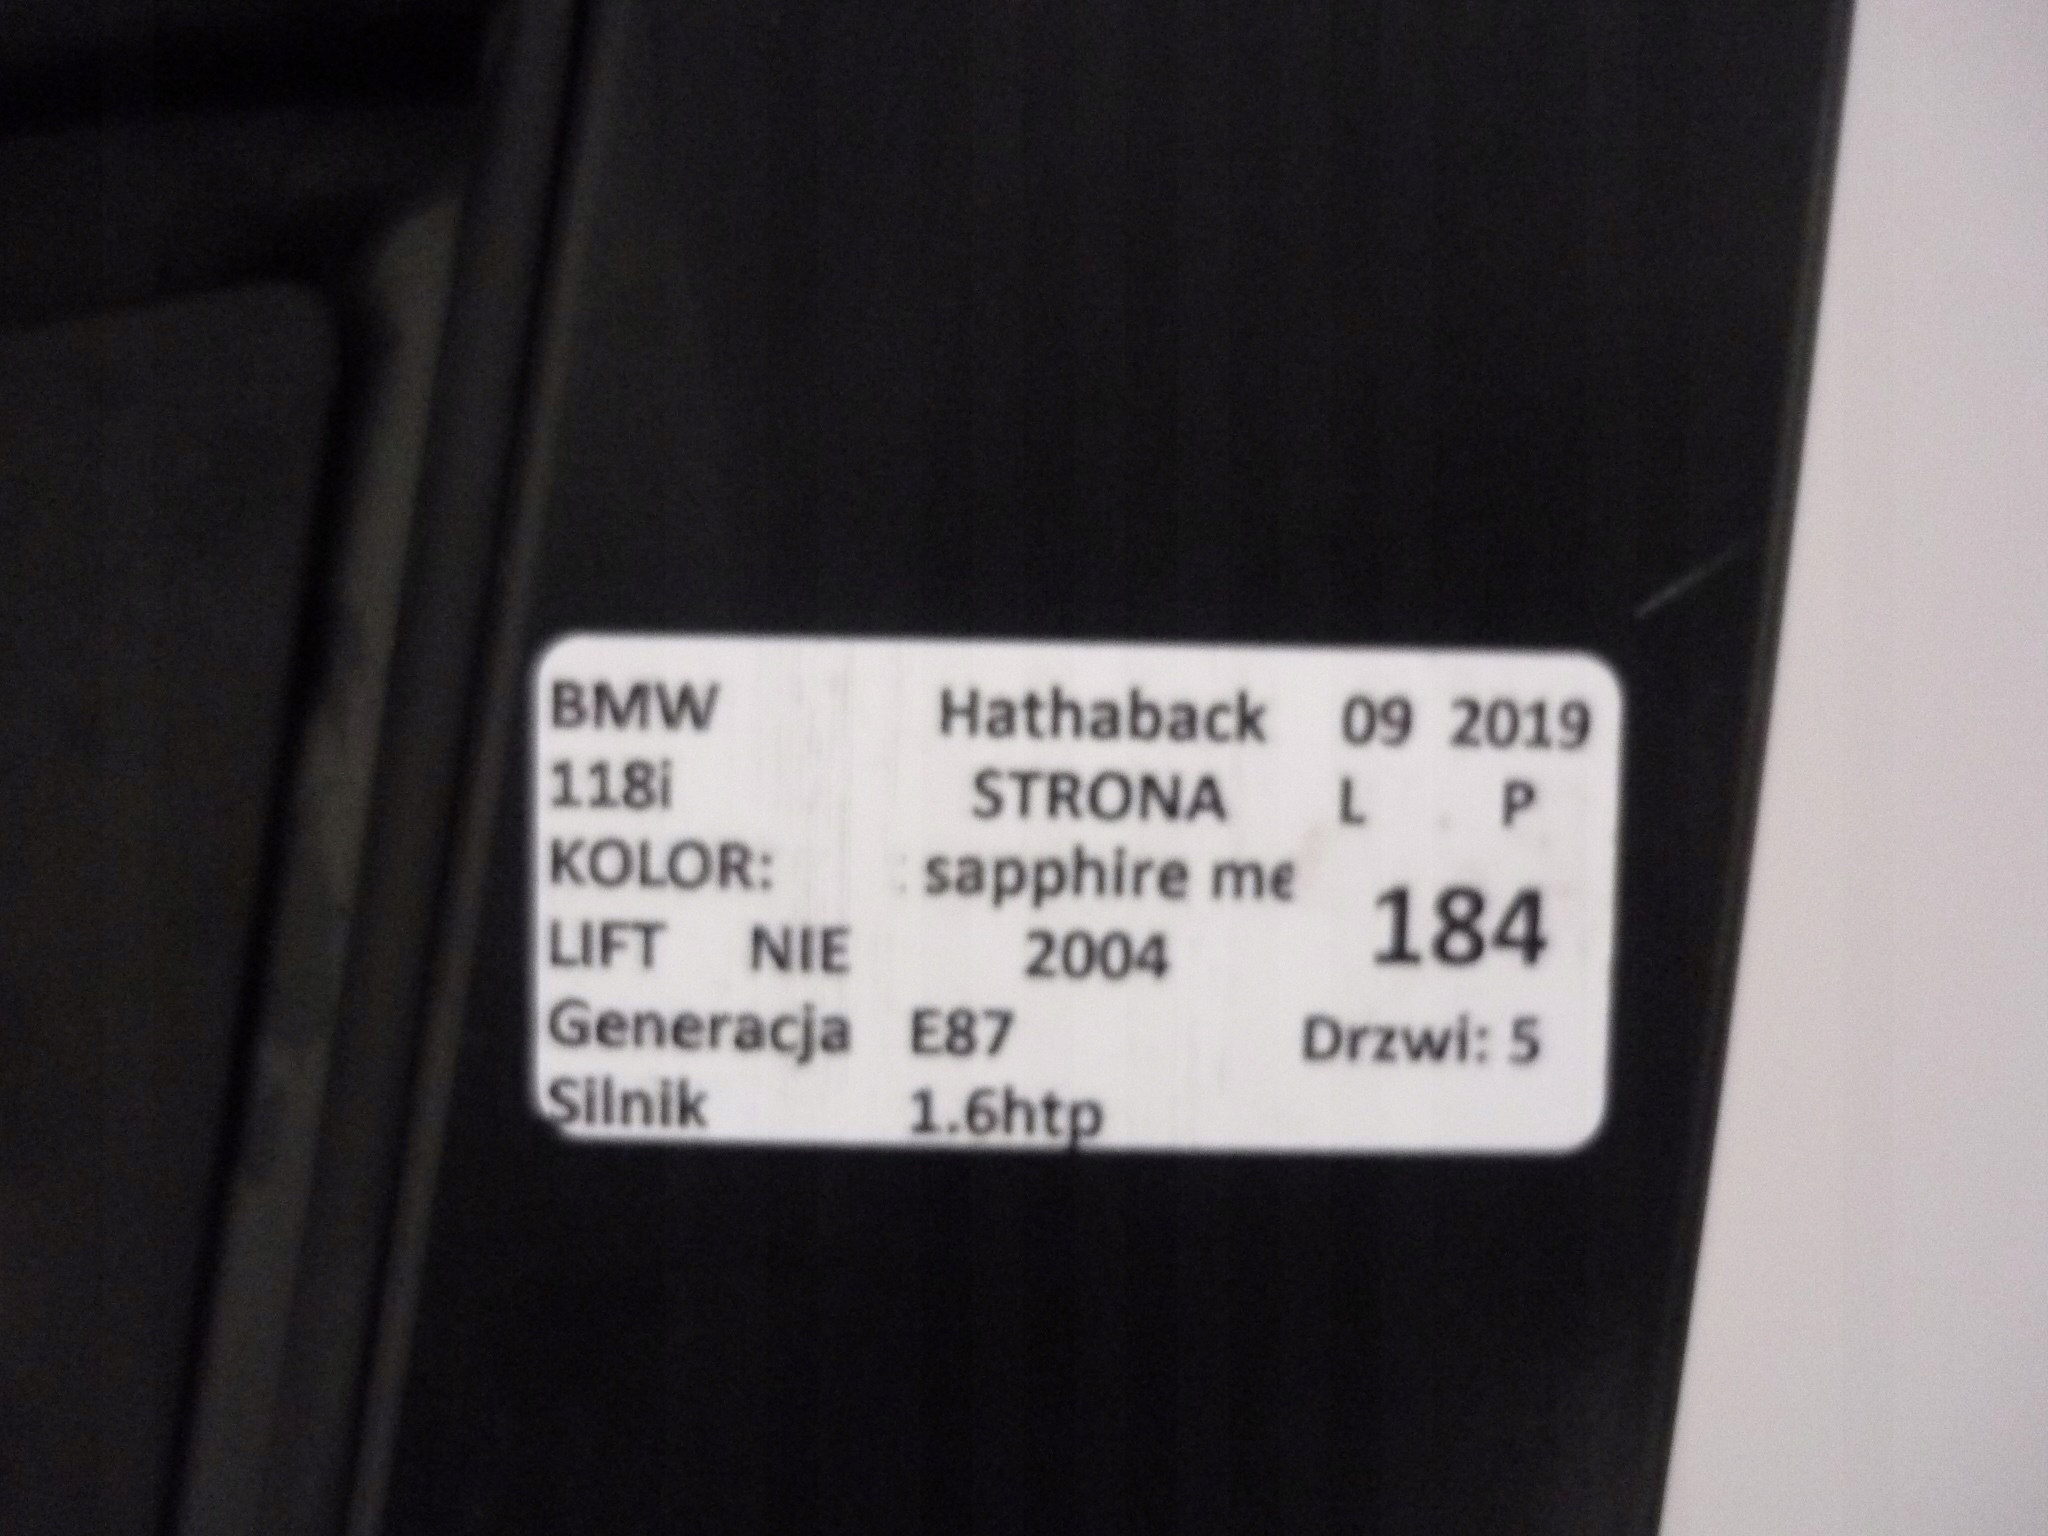 BMW Hathaback 09 2019
118i STRONA L P
KOLOR: sapphire me
LIFT NIE 2004 184
Generacja E87 Drzwi: 5
Silnik 1.6htp